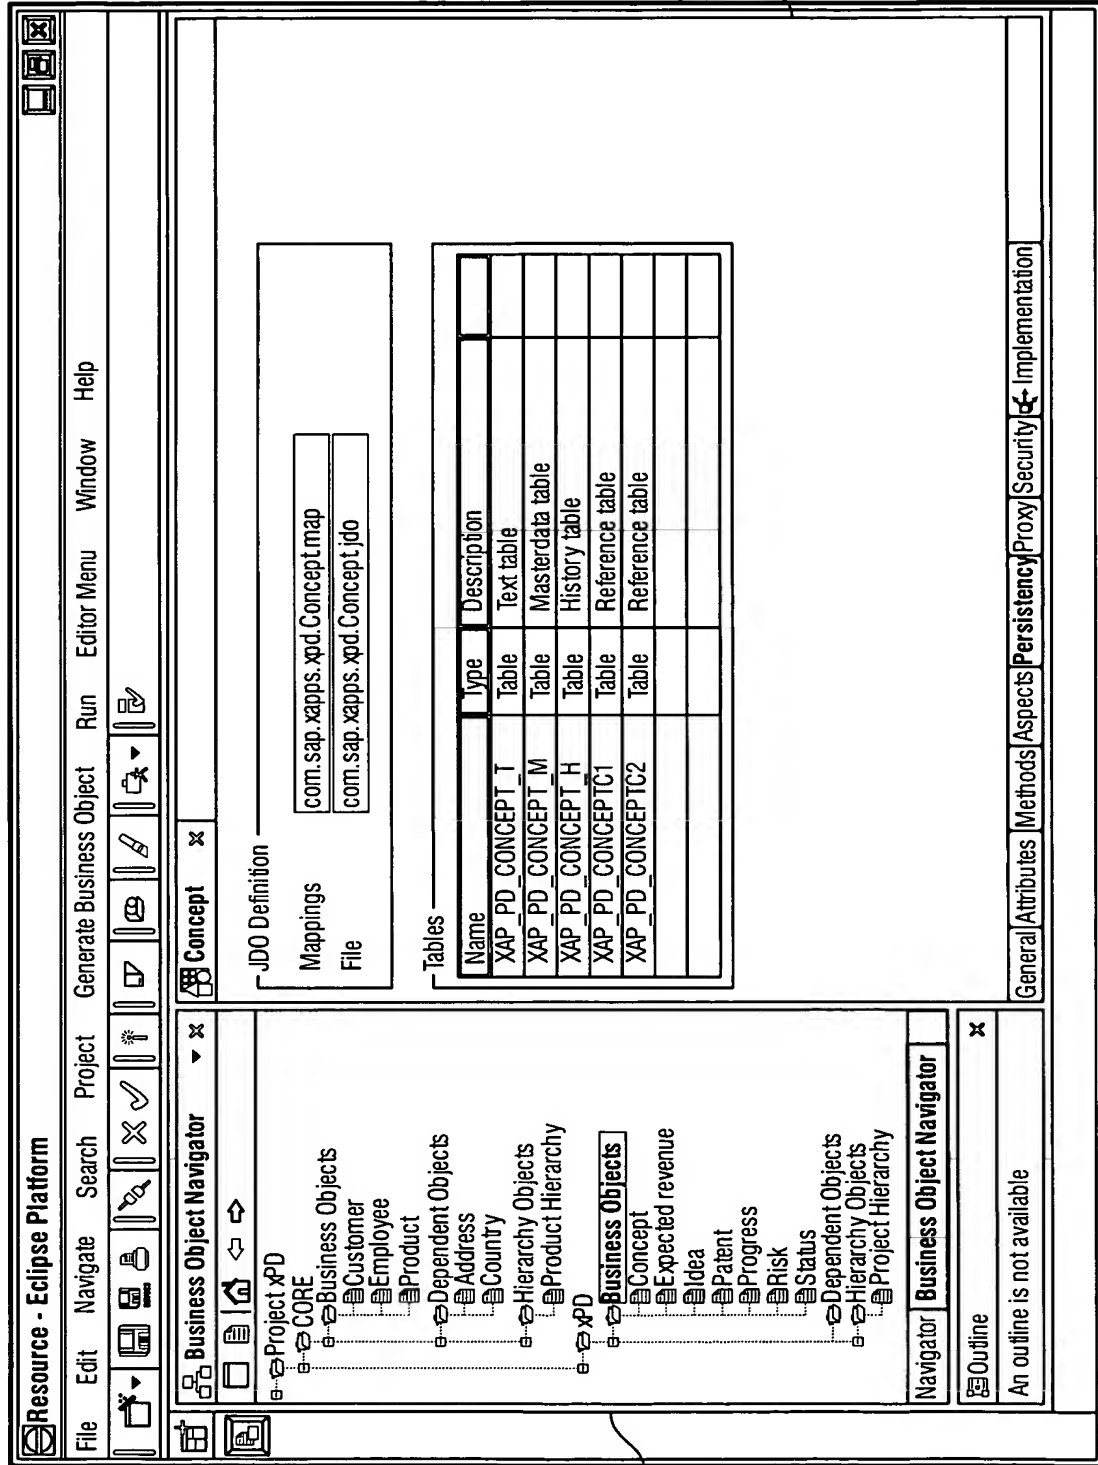 Resource - Eclipse Platform
File Edit Navigate Search Project Generate Business Object Run Editor Menu Window Help
Business Object Navigator
Project xPD
CORE
Business Objects
Customer
Employee
Product
Dependent Objects
Address
Country
Hierarchy Objects
Product Hierarchy
xPD
Business Objects
Concept
Expected revenue
Idea
Patent
Progress
Risk
Status
Dependent Objects
Hierarchy Objects
Project Hierarchy
Navigator Business Object Navigator
Outline
An outline is not available
Concept
JDO Definition
Mappings com.sap.xapps.xpd.Concept.map
File com.sap.xapps.xpd.Concept.jdo
Tables
Name Type Description
XAP_PD_CONCEPT_T Table Text table
XAP_PD_CONCEPT_M Table Masterdata table
XAP_PD_CONCEPT_H Table History table
XAP_PD_CONCEPTC1 Table Reference table
XAP_PD_CONCEPTC2 Table Reference table
General Attributes Methods Aspects Persistency Proxy Security Implementation